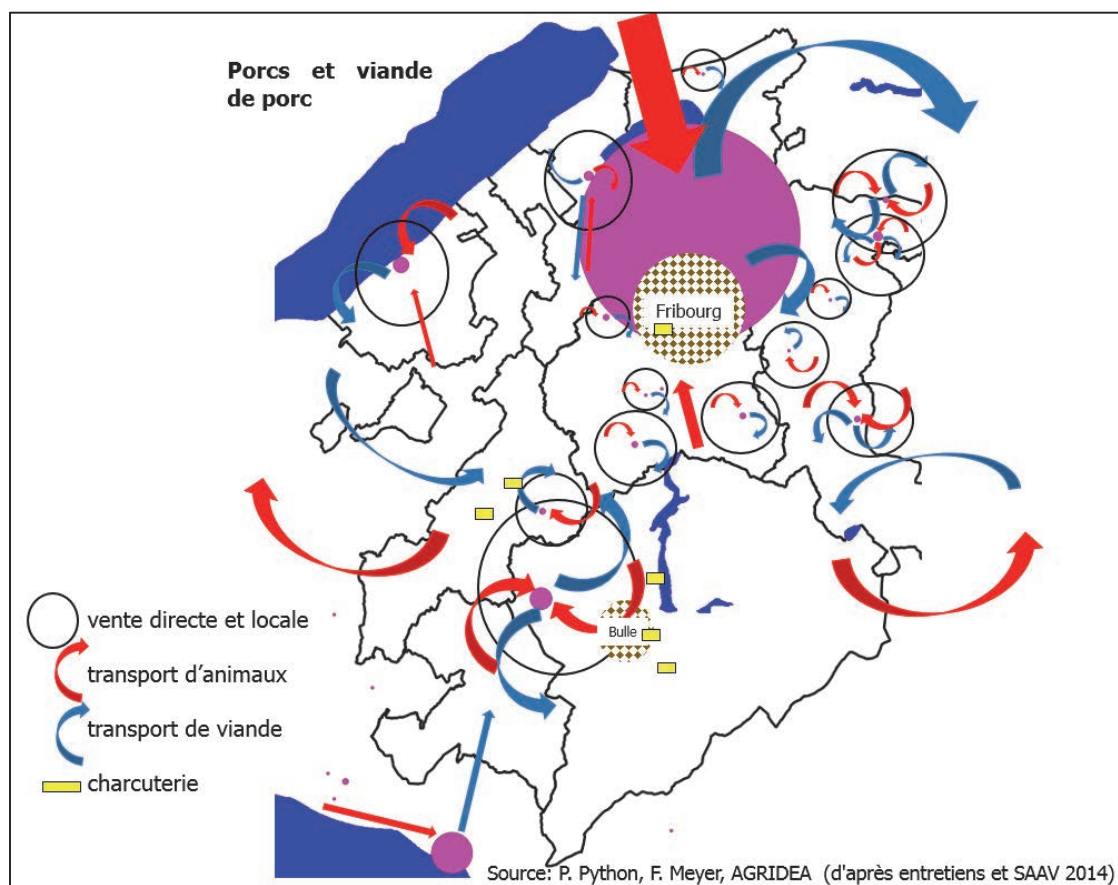 Porcs et viande
de porc
Fribourg
Bulle
vente directe et locale
transport d'animaux
transport de viande
charcuterie
Source: P. Python, F. Meyer, AGRIDEA (d'après entretiens et SAAV 2014)